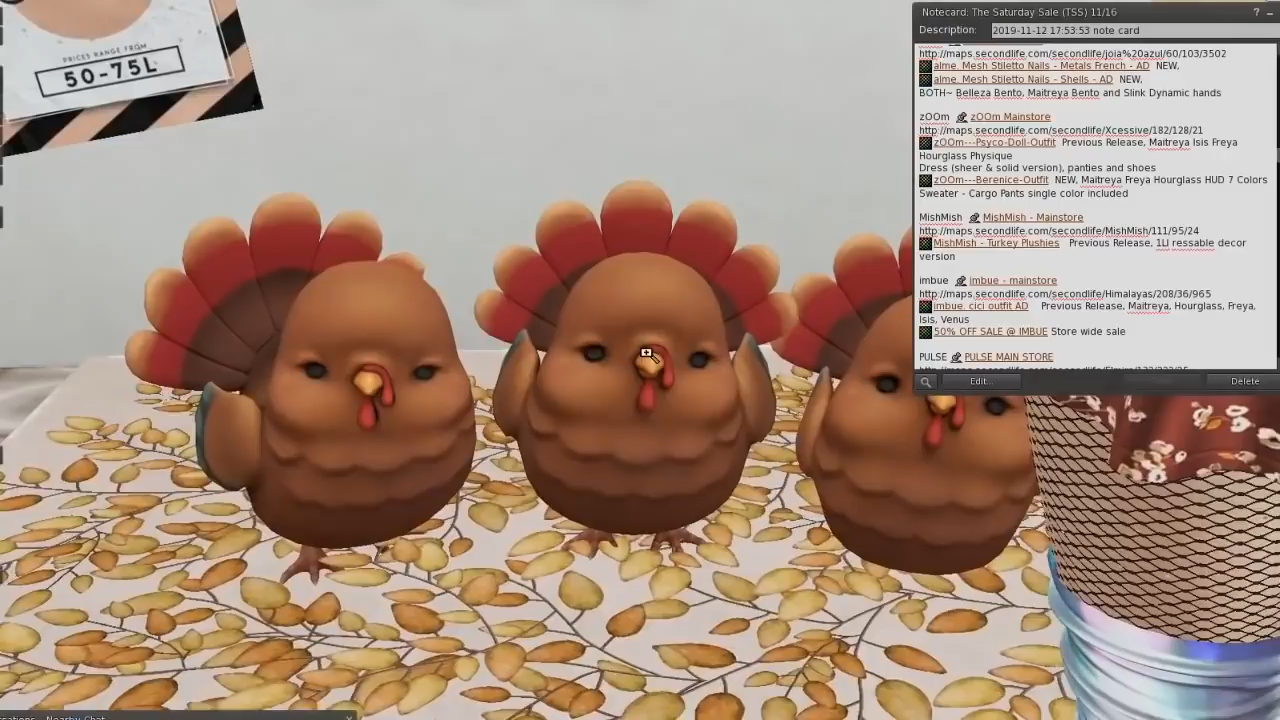 PRICES RANGE FROM
50-75L
Notecard: The Saturday Sale (TSS) 11/16
Description: 2019-11-12 17:53:53 note card
http://maps.secondlife.com/secondlife/joia%20azul/60/103/3502
alme. Mesh Stiletto Nails - Metals French - AD NEW,
alme. Mesh Stiletto Nails - Shells - AD NEW,
BOTH~ Belleza Bento, Maitreya Bento and Slink Dynamic hands
zOOm zOOm Mainstore
http://maps.secondlife.com/secondlife/Xcessive/182/128/21
zOOm---Psyco-Doll-Outfit Previous Release, Maitreya Isis Freya
Hourglass Physique
Dress (sheer & solid version), panties and shoes
zOOm---Berenice-Outfit NEW, Maitreya Freya Hourglass HUD 7 Colors
Sweater - Cargo Pants single color included
MishMish MishMish - Mainstore
http://maps.secondlife.com/secondlife/MishMish/111/95/24
MishMish - Turkey Plushies Previous Release, 1LI ressable decor
version
imbue imbue - mainstore
http://maps.secondlife.com/secondlife/Himalayas/208/36/965
imbue. cici outfit AD Previous Release, Maitreya, Hourglass, Freya,
Isis, Venus
50% OFF SALE @ IMBUE Store wide sale
PULSE PULSE MAIN STORE
Edit...
Delete
Nearby Chat